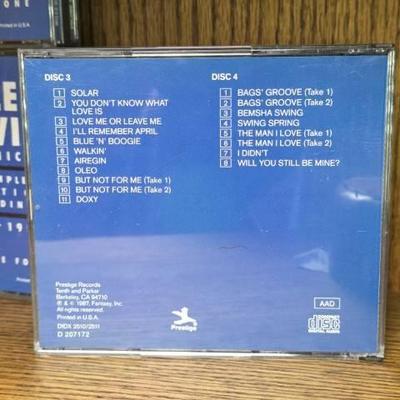 ONE
DISC 3
1 SOLAR
2 YOU DON'T KNOW WHAT
LOVE IS
3 LOVE ME OR LEAVE ME
4 I'LL REMEMBER APRIL
5 BLUE 'N' BOOGIE
6 WALKIN'
7 AIREGIN
8 OLEO
9 BUT NOT FOR ME (Take 1)
10 BUT NOT FOR ME (Take 2)
11 DOXY
DISC 4
1 BAGS' GROOVE (Take 1)
2 BAGS' GROOVE (Take 2)
3 BEMSHA SWING
4 SWING SPRING
5 THE MAN I LOVE (Take 1)
6 THE MAN I LOVE (Take 2)
7 I DIDN'T
8 WILL YOU STILL BE MINE?
Prestige Records
Tenth and Parker
Berkeley, CA 94710
℗ & © 1987, Fantasy, Inc.
All rights reserved.
Printed in U.S.A.
DIDX 2510/2511
D 207172
Prestige
AAD
COMPACT
disc
DIGITAL AUDIO